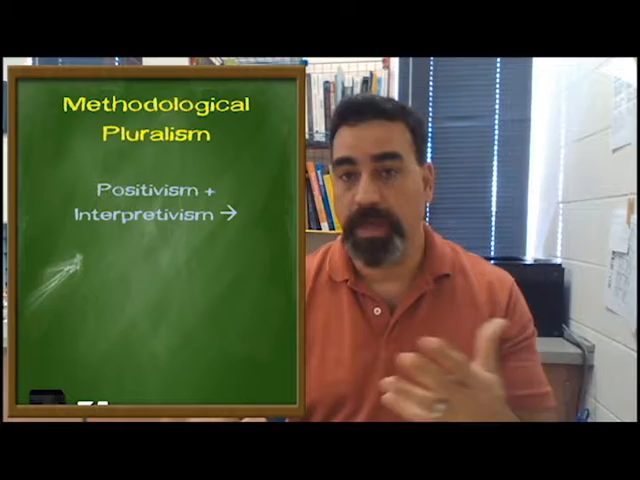 Methodological
Pluralism
Positivism +
Interpretivism →